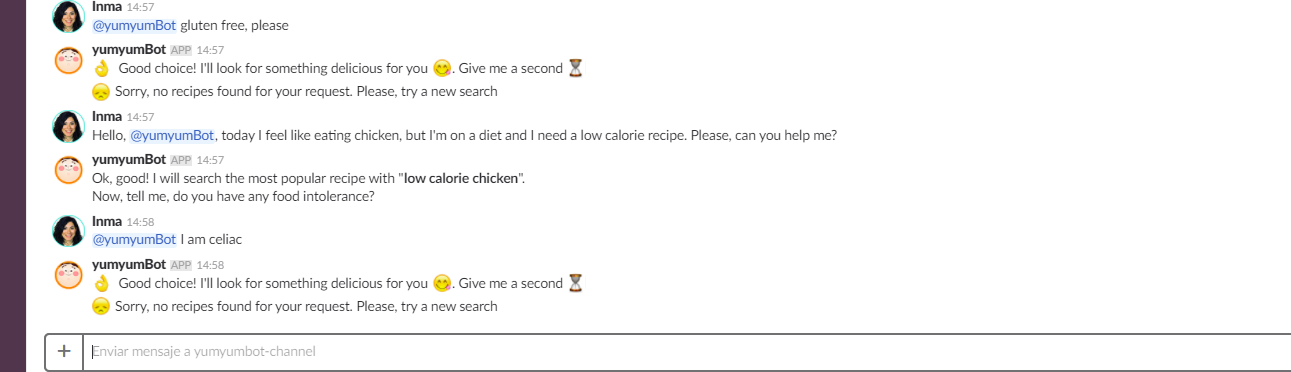 Inma 14:57
@yumyumBot gluten free, please
yumyumBot APP 14:57
Good choice! I'll look for something delicious for you. Give me a second
Sorry, no recipes found for your request. Please, try a new search
Inma 14:57
Hello, @yumyumBot, today I feel like eating chicken, but I'm on a diet and I need a low calorie recipe. Please, can you help me?
yumyumBot APP 14:57
Ok, good! I will search the most popular recipe with "low calorie chicken".
Now, tell me, do you have any food intolerance?
Inma 14:58
@yumyumBot I am celiac
yumyumBot APP 14:58
Good choice! I'll look for something delicious for you. Give me a second
Sorry, no recipes found for your request. Please, try a new search
+ Enviar mensaje a yumyumbot-channel